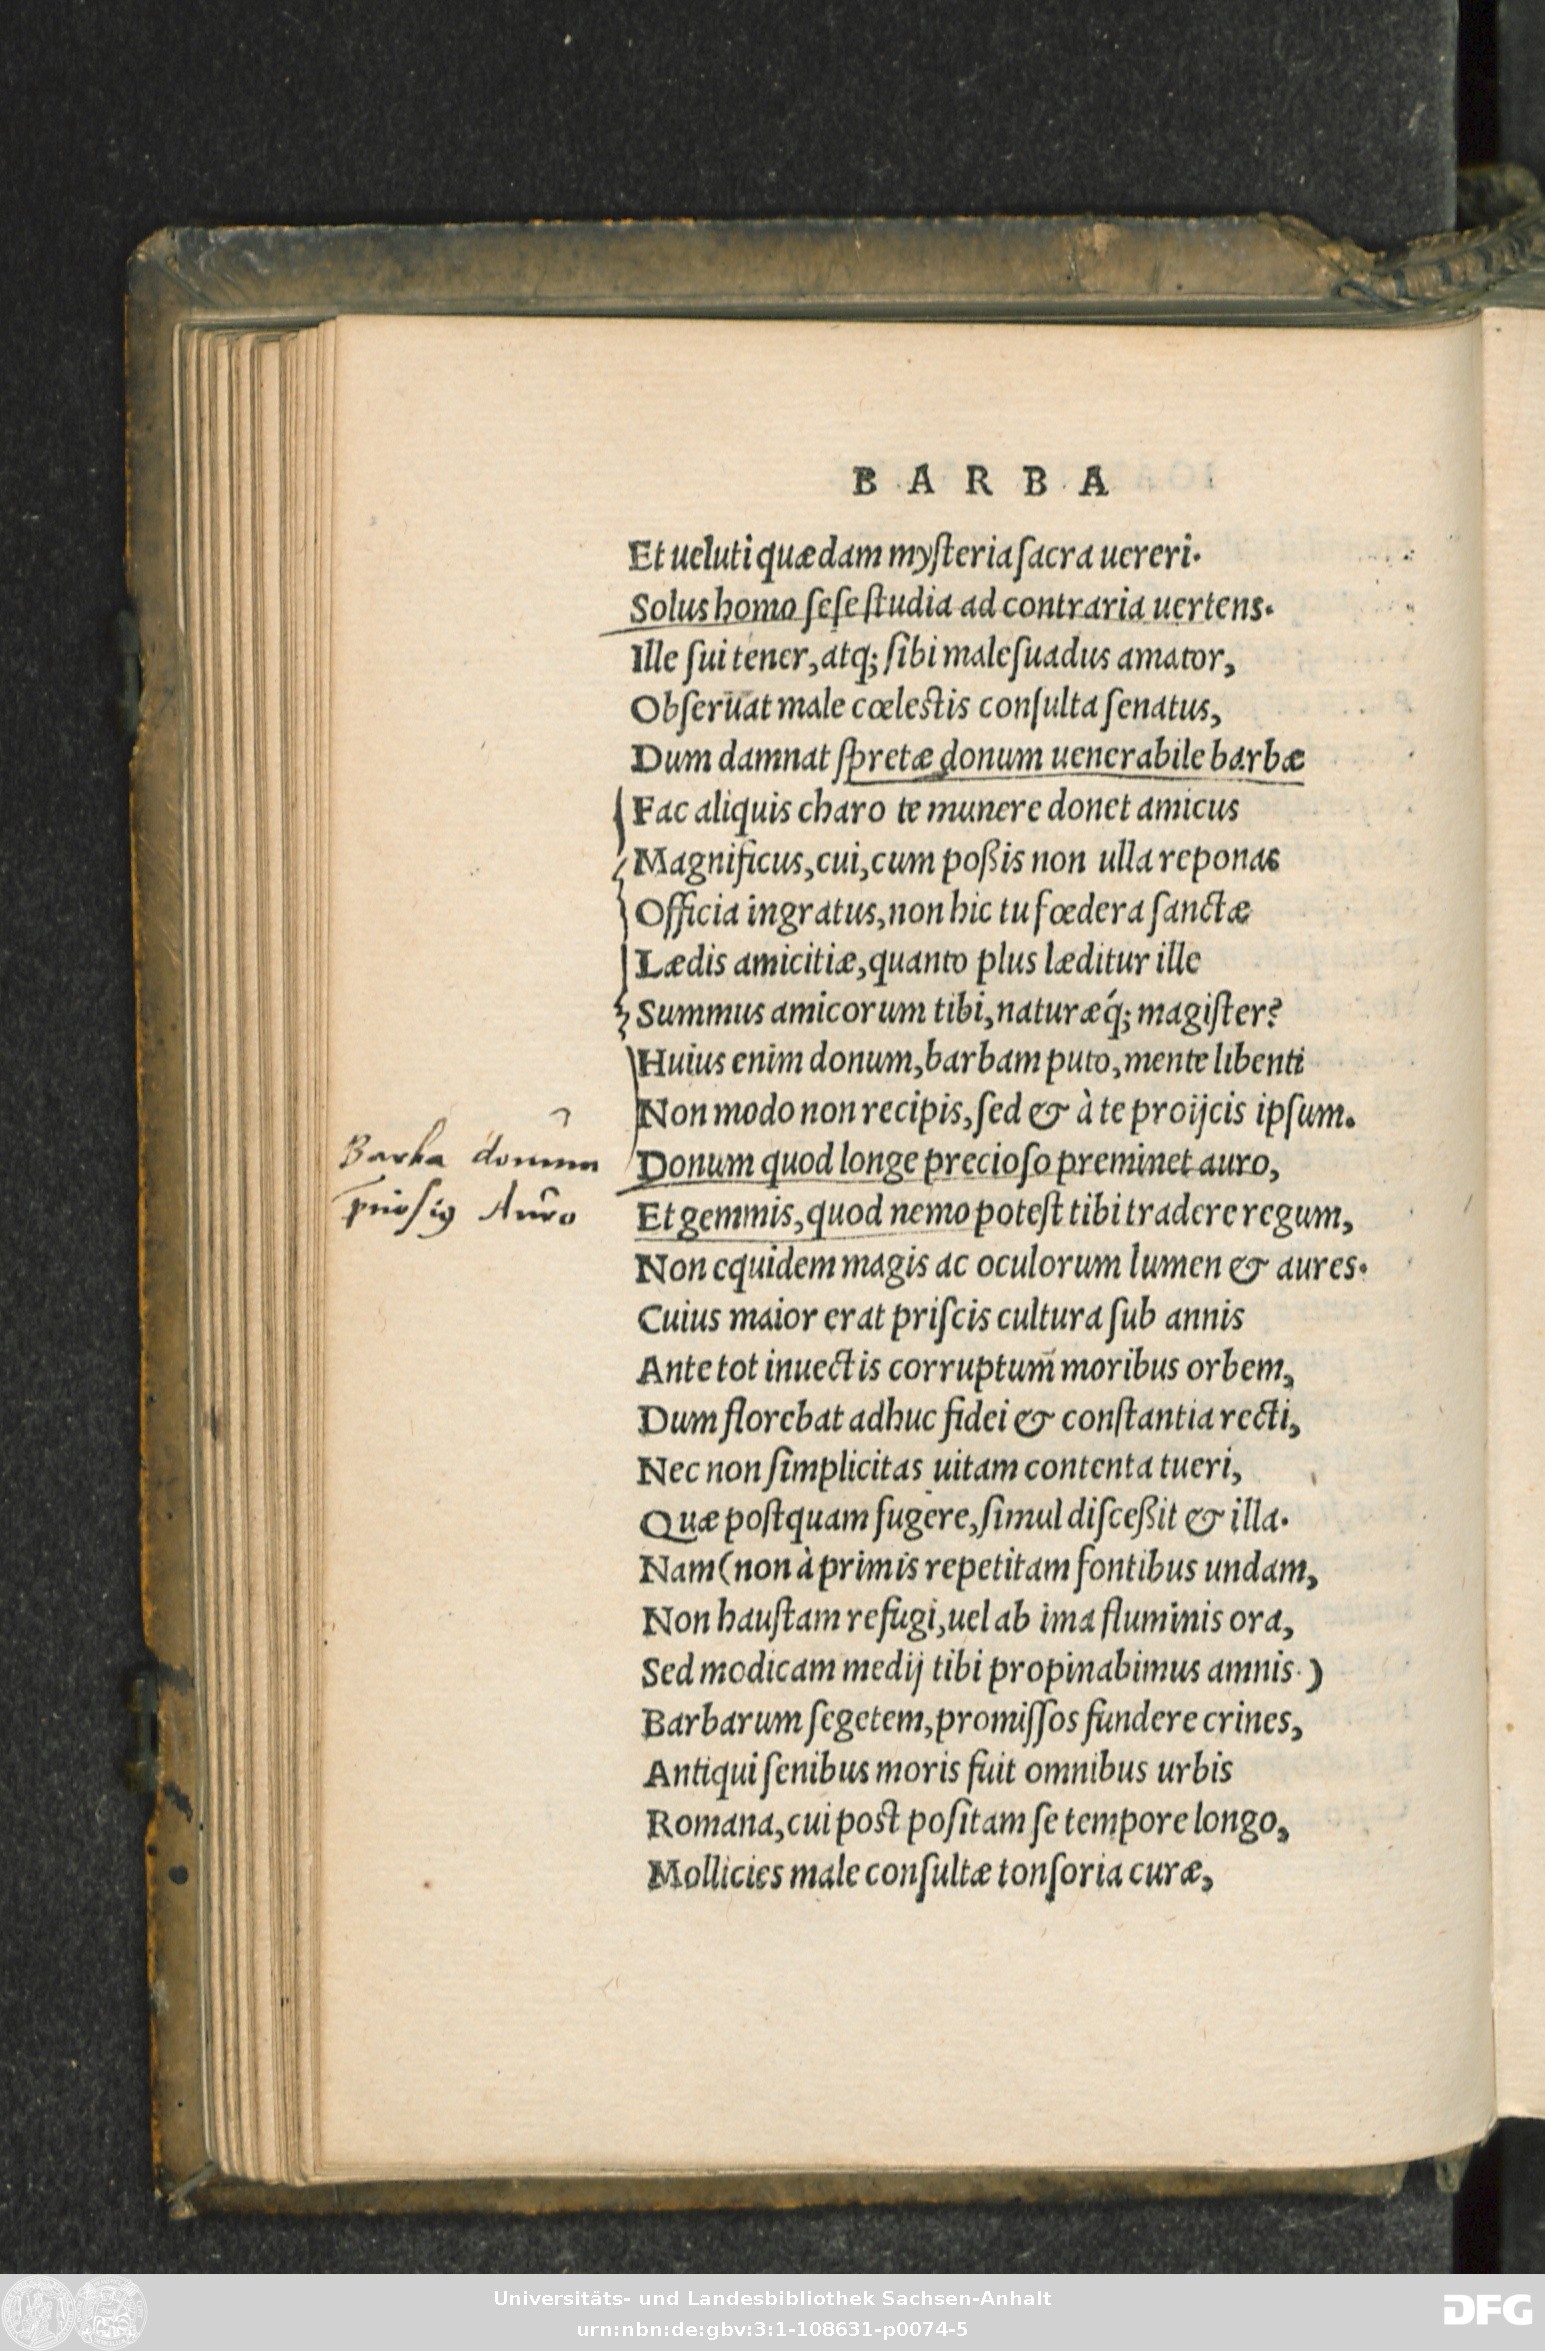 BARBA
Et ueluti quædam myſteria ſacra uereri.
Solus homo ſeſe ſtudia ad contraria uertens.
Ille ſui tener, atq; ſibi maleſuadus amator,
Obſeruat male cœleſtis conſulta ſenatus,
Dum damnat ſpretæ donum uenerabile barbæ
Fac aliquis charo te munere donet amicus
Magnificus, cui, cum poßis non ulla reponas
Officia ingratus, non hic tu fœdera ſanctæ
Lædis amicitiæ, quanto plus læditur ille
Summus amicorum tibi, naturæq́; magiſter?
Huius enim donum, barbam puto, mente libenti
Non modo non recipis, ſed & à te proijcis ipſum.
Barba donum
Donum quod longe precioſo preminet auro,
Auro
Et gemmis, quod nemo poteſt tibi tradere regum,
Non equidem magis ac oculorum lumen & aures.
Cuius maior erat priſcis cultura ſub annis
Ante tot inuectis corruptum̄ moribus orbem,
Dum florebat adhuc fidei & conſtantia recti,
Nec non ſimplicitas uitam contenta tueri,
Quæ poſtquam fugere, ſimul diſceßit & illa.
Nam (non à primis repetitam fontibus undam,
Non hauſtam refugi, uel ab ima fluminis ora,
Sed modicam medij tibi propinabimus amnis.)
Barbarum ſegetem, promiſſos fundere crines,
Antiqui ſenibus moris fuit omnibus urbis
Romana, cui poſt poſitam ſe tempore longo,
Mollicies male conſultæ tonſoria curæ,
Universitäts- und Landesbibliothek Sachsen-Anhalt
urn:nbn:de:gbv:3:1-108631-p0074-5
DFG